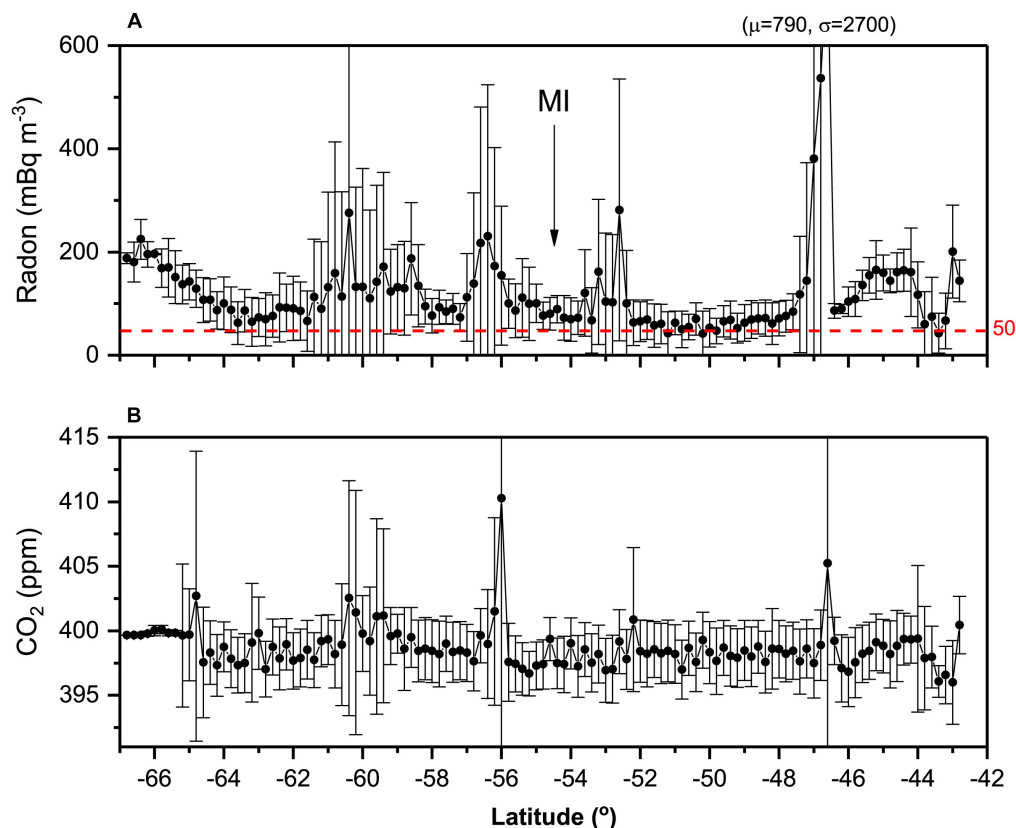 A
(μ=790, σ=2700)
600
400
200
0
Radon (mBq m⁻³)
MI
50
B
415
410
405
400
395
CO₂ (ppm)
-66 -64 -62 -60 -58 -56 -54 -52 -50 -48 -46 -44 -42
Latitude (º)